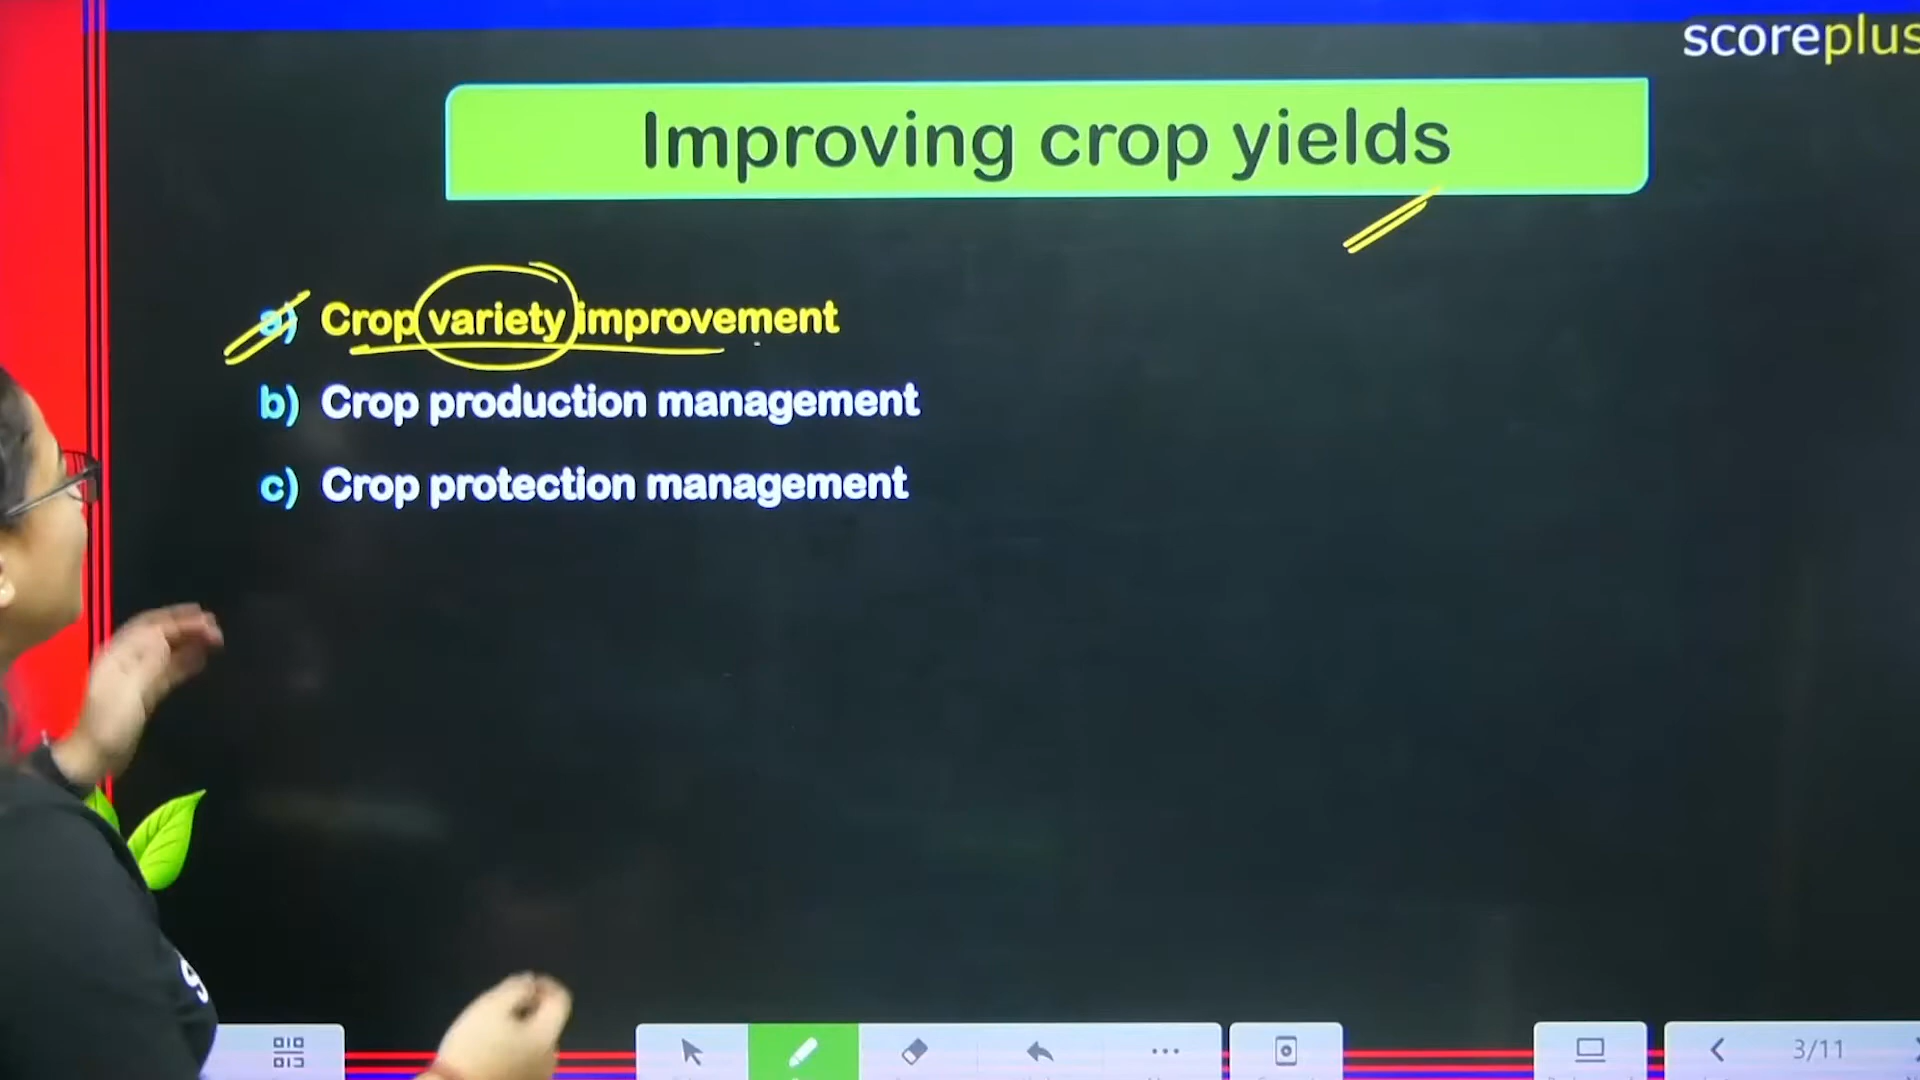 scoreplus
Improving crop yields
a) Crop variety improvement
b) Crop production management
c) Crop protection management
3/11